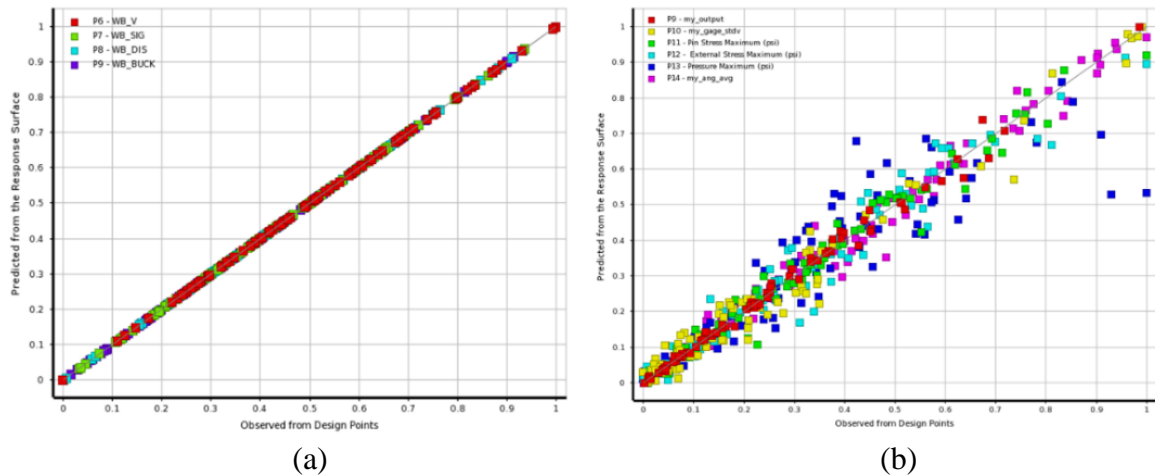 P6 - WB_V
P7 - WB_SIG
P8 - WB_DIS
P9 - WB_BUCK
1
0.9
0.8
0.7
0.6
0.5
0.4
0.3
0.2
0.1
0
Predicted from the Response Surface
0 0.1 0.2 0.3 0.4 0.5 0.6 0.7 0.8 0.9 1
Observed from Design Points
(a)
P9 - my_output
P10 - my_gage_stdv
P11 - Pin Stress Maximum (psi)
P12 - External Stress Maximum (psi)
P13 - Pressure Maximum (psi)
P14 - my_ang_avg
1
0.9
0.8
0.7
0.6
0.5
0.4
0.3
0.2
0.1
0
Predicted from the Response Surface
0 0.1 0.2 0.3 0.4 0.5 0.6 0.7 0.8 0.9 1
Observed from Design Points
(b)